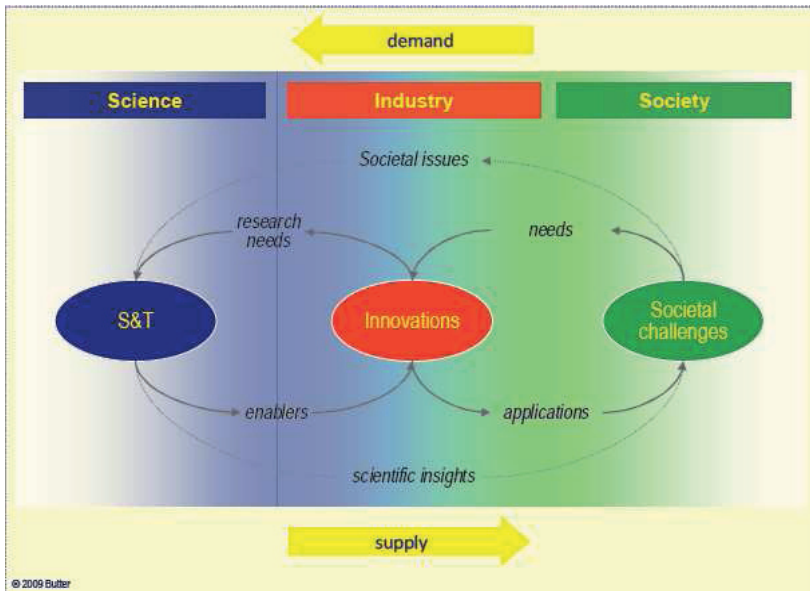 demand
Science
Industry
Society
Societal issues
research
needs
needs
S&T
Innovations
Societal
challenges
enablers
applications
scientific insights
supply
© 2009 Butter